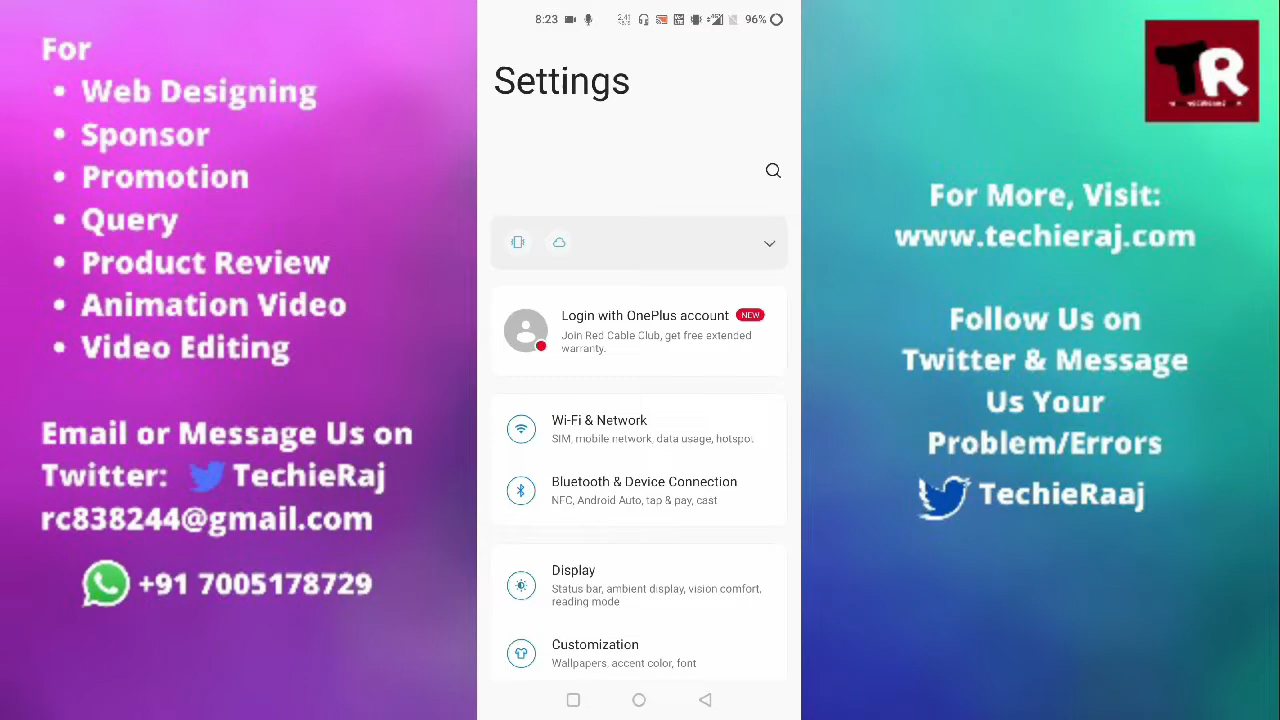 For
• Web Designing
• Sponsor
• Promotion
• Query
• Product Review
• Animation Video
• Video Editing
Email or Message Us on
Twitter: TechieRaj
rc838244@gmail.com
+91 7005178729
8:23
96%
Settings
Login with OnePlus account NEW
Join Red Cable Club, get free extended
warranty.
Wi-Fi & Network
SIM, mobile network, data usage, hotspot
Bluetooth & Device Connection
NFC, Android Auto, tap & pay, cast
Display
Status bar, ambient display, vision comfort,
reading mode
Customization
Wallpapers, accent color, font
TR
For More, Visit:
www.techieraj.com
Follow Us on
Twitter & Message
Us Your
Problem/Errors
TechieRaaj